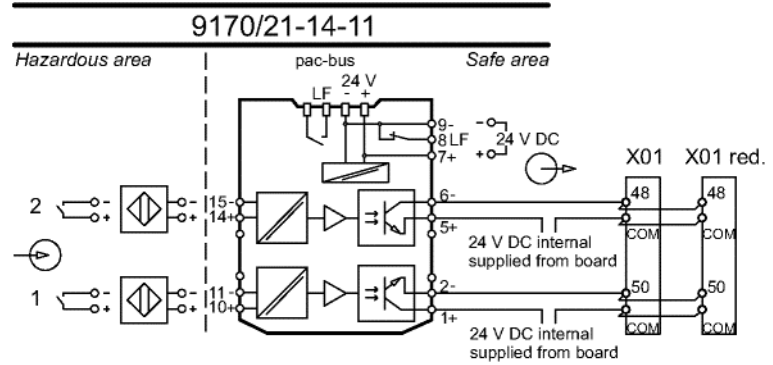 9170/21-14-11
Hazardous area
pac-bus
Safe area
24 V
LF - +
9-
8 LF
7+
- 24 V DC
+
X01
X01 red.
2
-
+
-
+
15-
14+
6-
5+
48
COM
48
COM
24 V DC internal
supplied from board
1
-
+
-
+
11-
10+
2-
1+
50
COM
50
COM
24 V DC internal
supplied from board